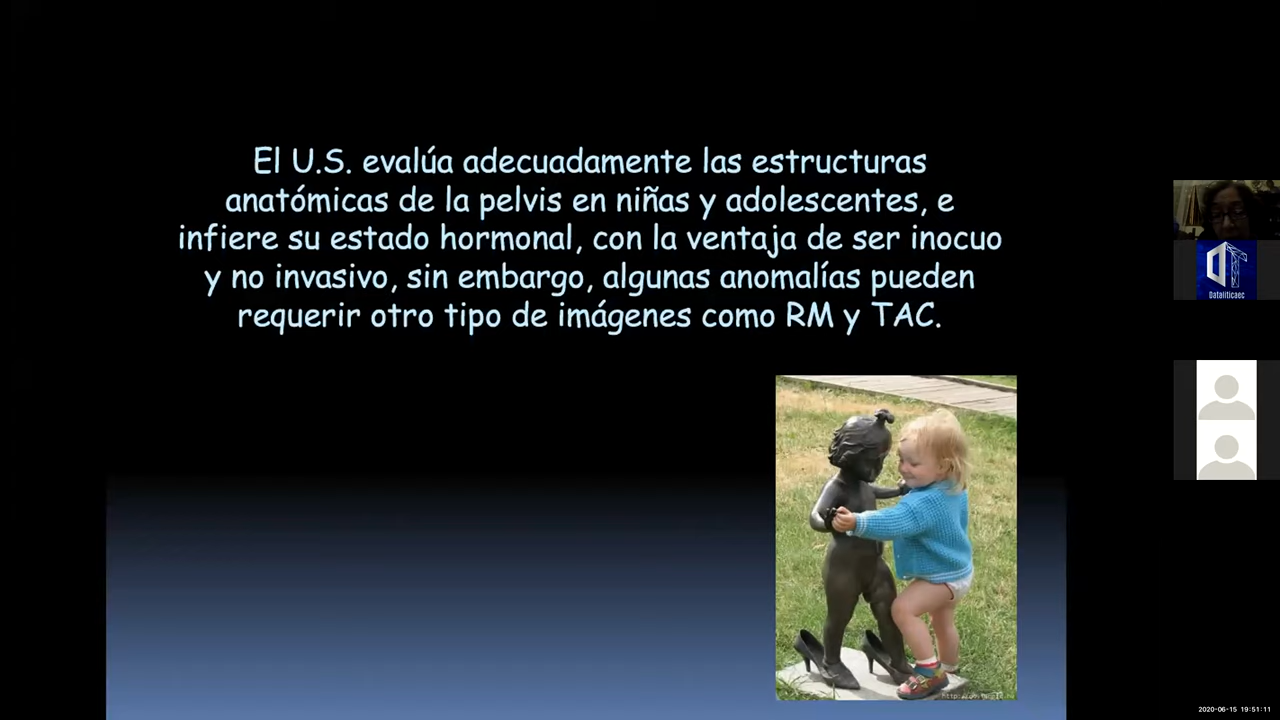 El U.S. evalúa adecuadamente las estructuras
anatómicas de la pelvis en niñas y adolescentes, e
infiere su estado hormonal, con la ventaja de ser inocuo
y no invasivo, sin embargo, algunas anomalías pueden
requerir otro tipo de imágenes como RM y TAC.
Dataliticaec
2020-06-15 19:51:11